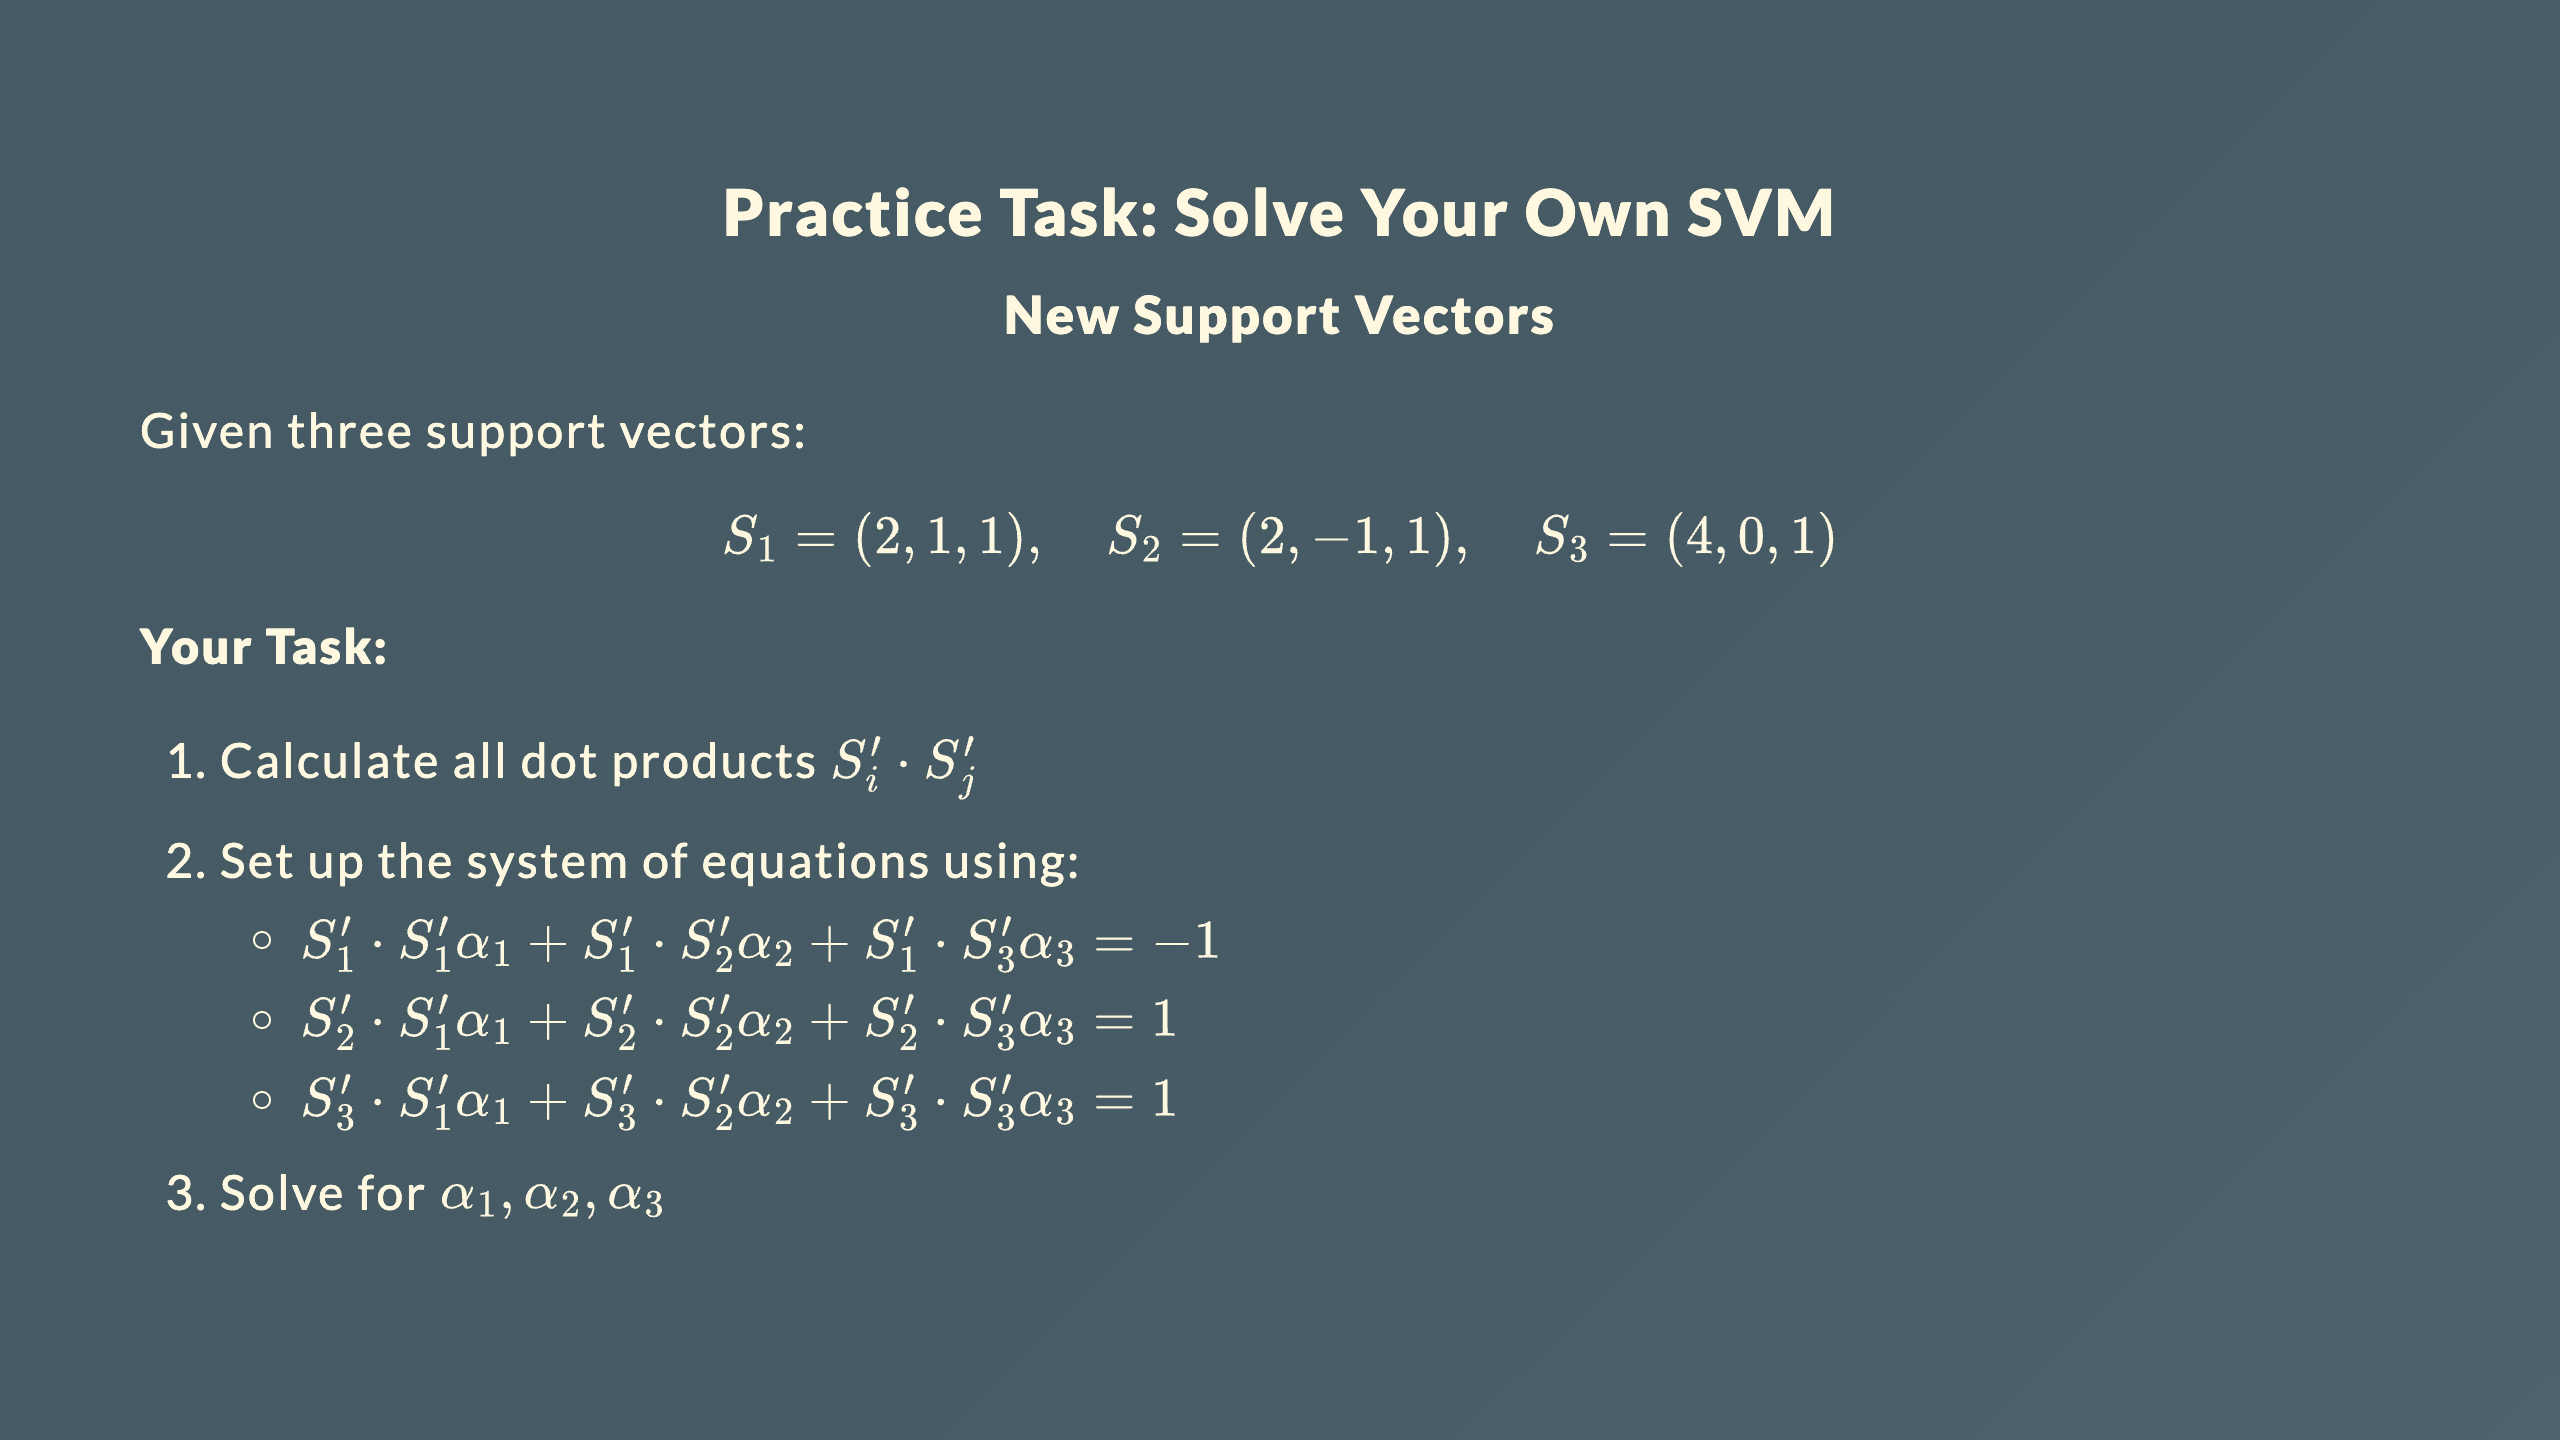 Practice Task: Solve Your Own SVM
New Support Vectors
Given three support vectors:
S₁ = (2, 1, 1),  S₂ = (2, −1, 1),  S₃ = (4, 0, 1)
Your Task:
1. Calculate all dot products S′ᵢ · S′ⱼ
2. Set up the system of equations using:
○ S′₁ · S′₁α₁ + S′₁ · S′₂α₂ + S′₁ · S′₃α₃ = −1
○ S′₂ · S′₁α₁ + S′₂ · S′₂α₂ + S′₂ · S′₃α₃ = 1
○ S′₃ · S′₁α₁ + S′₃ · S′₂α₂ + S′₃ · S′₃α₃ = 1
3. Solve for α₁, α₂, α₃